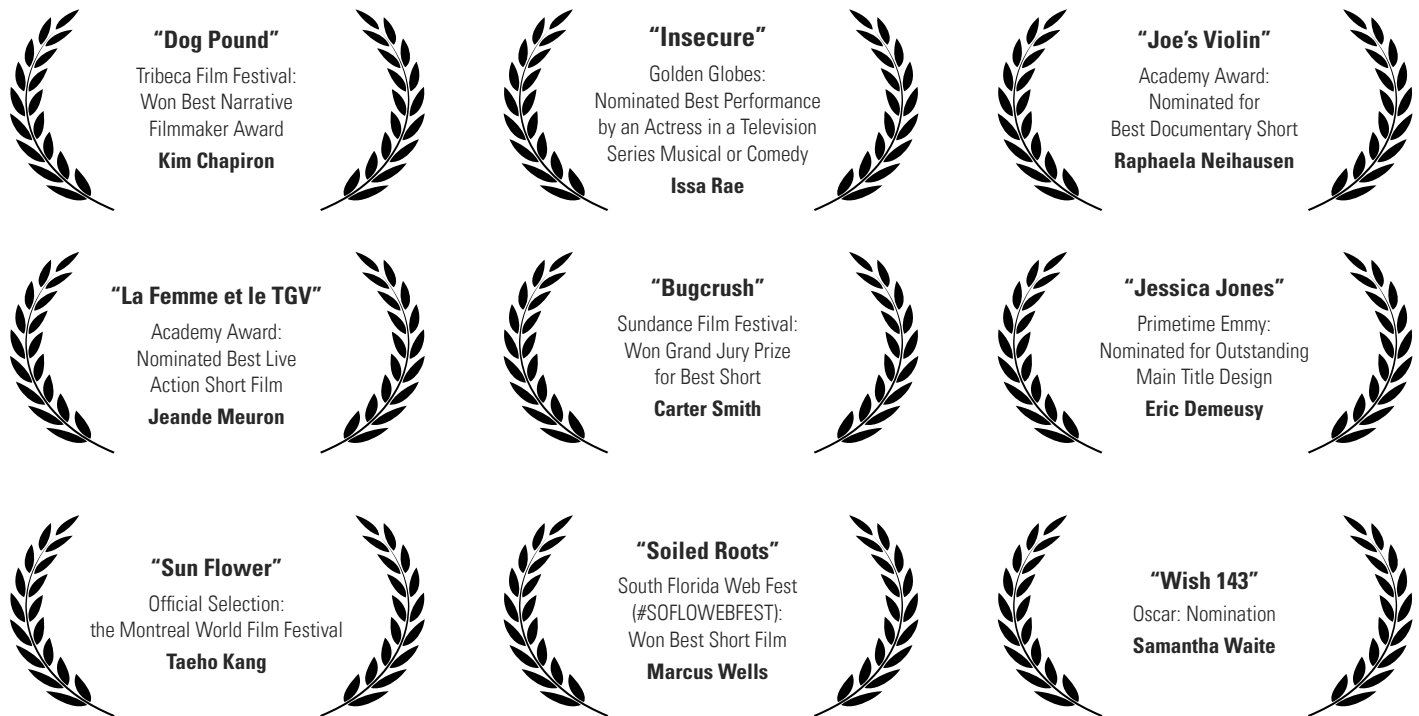 “Dog Pound”
Tribeca Film Festival:
Won Best Narrative
Filmmaker Award
Kim Chapiron
“Insecure”
Golden Globes:
Nominated Best Performance
by an Actress in a Television
Series Musical or Comedy
Issa Rae
“Joe’s Violin”
Academy Award:
Nominated for
Best Documentary Short
Raphaela Neihausen
“La Femme et le TGV”
Academy Award:
Nominated Best Live
Action Short Film
Jeande Meuron
“Bugcrush”
Sundance Film Festival:
Won Grand Jury Prize
for Best Short
Carter Smith
“Jessica Jones”
Primetime Emmy:
Nominated for Outstanding
Main Title Design
Eric Demeusy
“Sun Flower”
Official Selection:
the Montreal World Film Festival
Taeho Kang
“Soiled Roots”
South Florida Web Fest
(#SOFLOWEBFEST):
Won Best Short Film
Marcus Wells
“Wish 143”
Oscar: Nomination
Samantha Waite